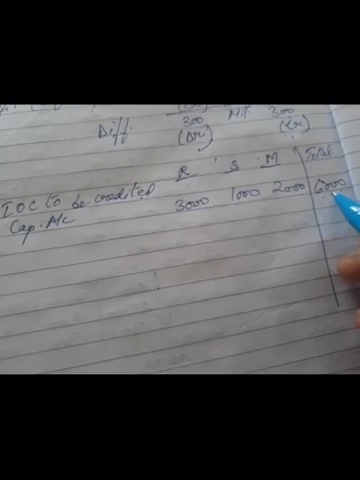 Diff. 300 Nil 300
(Dr) (Cr)
R S M Total
IOC to be credited 3000 1000 2000 6000
Cap. A/c